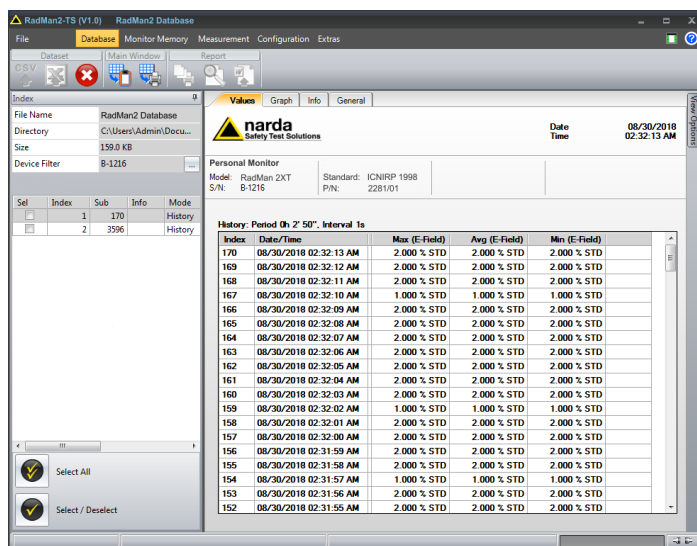 RadMan2-TS (V1.0) RadMan2 Database
File Database Monitor Memory Measurement Configuration Extras
Dataset Main Window Report
CSV
Index
File Name RadMan2 Database
Directory C:\Users\Admin\Docu...
Size 159.0 KB
Device Filter B-1216 ...
Sel Index Sub Info Mode
1 170 History
2 3596 History
Select All
Select / Deselect
Values Graph Info General
View Options
narda
Safety Test Solutions
Date 08/30/2018
Time 02:32:13 AM
Personal Monitor
Model: RadMan 2XT Standard: ICNIRP 1998
S/N: B-1216 P/N: 2281/01
History: Period 0h 2' 50", Interval 1s
Index Date/Time Max (E-Field) Avg (E-Field) Min (E-Field)
170 08/30/2018 02:32:13 AM 2.000 % STD 2.000 % STD 2.000 % STD
169 08/30/2018 02:32:12 AM 2.000 % STD 2.000 % STD 2.000 % STD
168 08/30/2018 02:32:11 AM 2.000 % STD 2.000 % STD 2.000 % STD
167 08/30/2018 02:32:10 AM 1.000 % STD 1.000 % STD 1.000 % STD
166 08/30/2018 02:32:09 AM 2.000 % STD 2.000 % STD 2.000 % STD
165 08/30/2018 02:32:08 AM 2.000 % STD 2.000 % STD 2.000 % STD
164 08/30/2018 02:32:07 AM 2.000 % STD 2.000 % STD 2.000 % STD
163 08/30/2018 02:32:06 AM 2.000 % STD 2.000 % STD 2.000 % STD
162 08/30/2018 02:32:05 AM 2.000 % STD 2.000 % STD 2.000 % STD
161 08/30/2018 02:32:04 AM 2.000 % STD 2.000 % STD 2.000 % STD
160 08/30/2018 02:32:03 AM 2.000 % STD 2.000 % STD 2.000 % STD
159 08/30/2018 02:32:02 AM 1.000 % STD 1.000 % STD 1.000 % STD
158 08/30/2018 02:32:01 AM 2.000 % STD 2.000 % STD 2.000 % STD
157 08/30/2018 02:32:00 AM 2.000 % STD 2.000 % STD 2.000 % STD
156 08/30/2018 02:31:59 AM 2.000 % STD 2.000 % STD 2.000 % STD
155 08/30/2018 02:31:58 AM 2.000 % STD 2.000 % STD 2.000 % STD
154 08/30/2018 02:31:57 AM 1.000 % STD 1.000 % STD 1.000 % STD
153 08/30/2018 02:31:56 AM 2.000 % STD 2.000 % STD 2.000 % STD
152 08/30/2018 02:31:55 AM 2.000 % STD 2.000 % STD 2.000 % STD